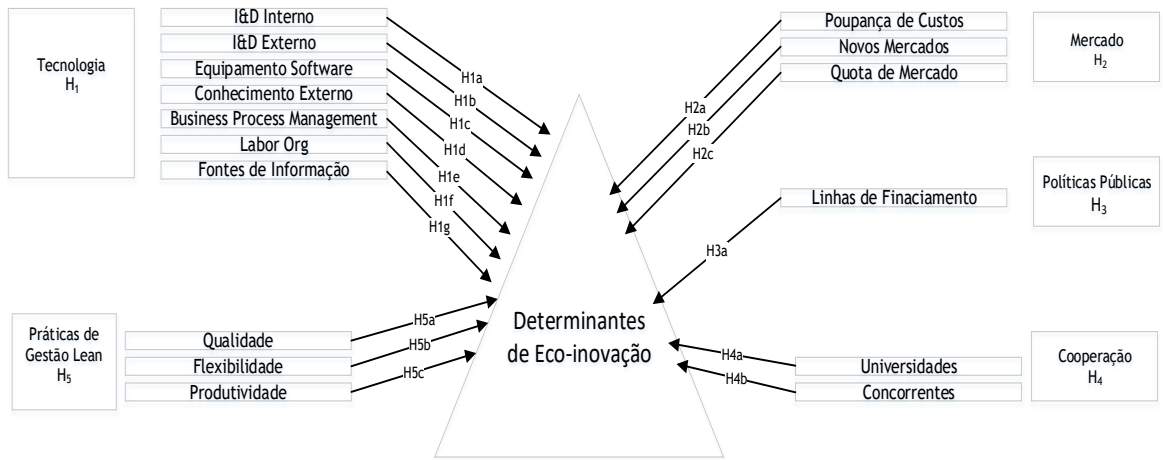 Tecnologia
H1
I&D Interno
I&D Externo
Equipamento Software
Conhecimento Externo
Business Process Management
Labor Org
Fontes de Informação
H1a
H1b
H1c
H1d
H1e
H1f
H1g
Poupança de Custos
Novos Mercados
Quota de Mercado
Mercado
H2
H2a
H2b
H2c
Linhas de Finaciamento
Políticas Públicas
H3
H3a
Práticas de
Gestão Lean
H5
Qualidade
Flexibilidade
Produtividade
H5a
H5b
H5c
Determinantes
de Eco-inovação
H4a
H4b
Universidades
Concorrentes
Cooperação
H4